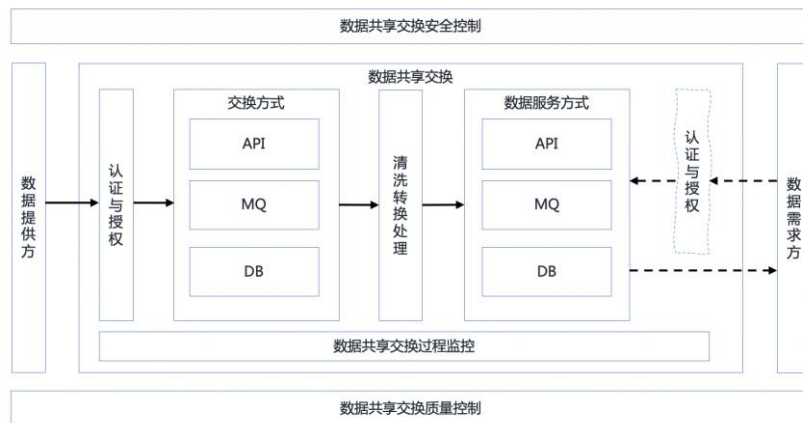 数据共享交换安全控制
数据共享交换
数据提供方
认证与授权
交换方式
API
MQ
DB
清洗转换处理
数据服务方式
API
MQ
DB
认证与授权
数据需求方
数据共享交换过程监控
数据共享交换质量控制